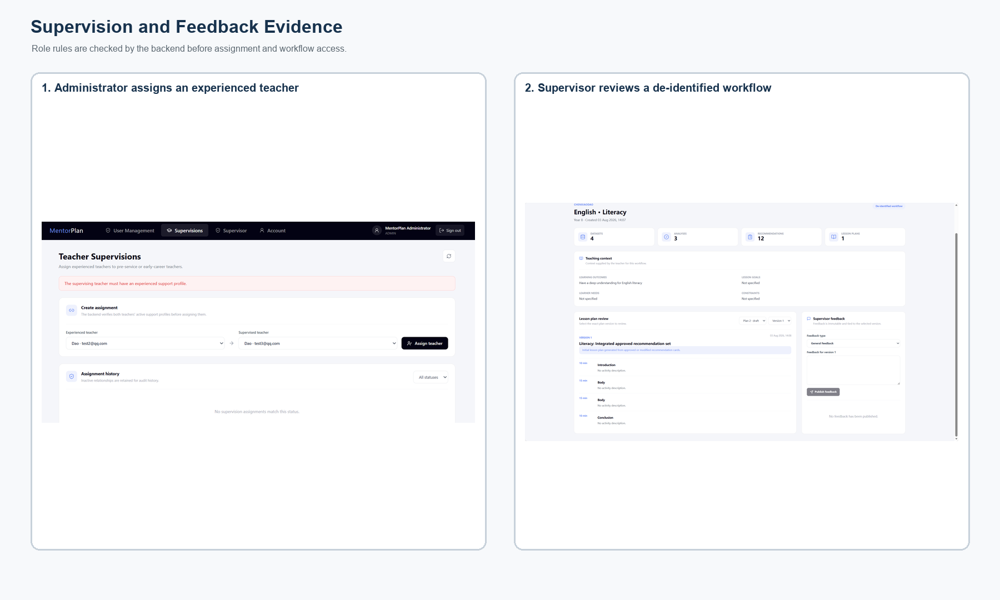 Supervision and Feedback Evidence
Role rules are checked by the backend before assignment and workflow access.
1. Administrator assigns an experienced teacher
MentorPlan
User Management
Supervisions
Supervisor
Account
MentorPlan Administrator
ADMIN
Sign out
Teacher Supervisions
Assign experienced teachers to pre-service or early-career teachers.
The supervising teacher must have an experienced support profile.
Create assignment
The backend verifies both teachers' active support profiles before assigning them.
Experienced teacher
Supervised teacher
Dao · test2@qq.com
Dao · test3@qq.com
Assign teacher
Assignment history
Inactive relationships are retained for audit history.
All statuses
No supervision assignments match this status.
2. Supervisor reviews a de-identified workflow
CHENXIAODAO
De-identified workflow
English • Literacy
Year 8 · Created 03 Aug 2026, 14:07
DATASETS
4
ANALYSES
3
RECOMMENDATIONS
12
LESSON PLANS
1
Teaching context
Context supplied by the teacher for this workflow.
LEARNING OUTCOMES
LESSON GOALS
Have a deep understanding for English literacy
Not specified
LEARNER NEEDS
CONSTRAINTS
Not specified
Not specified
Lesson plan review
Select the exact plan version to review.
Plan 2 · draft
Version 1
VERSION 1
03 Aug 2026, 14:08
Literacy: Integrated approved recommendation set
Initial lesson plan generated from approved or modified recommendation cards.
10 min
Introduction
No activity description.
15 min
Body
No activity description.
15 min
Body
No activity description.
10 min
Conclusion
No activity description.
Supervisor feedback
Feedback is immutable and tied to the selected version.
Feedback type
General feedback
Feedback for version 1
Publish feedback
No feedback has been published.